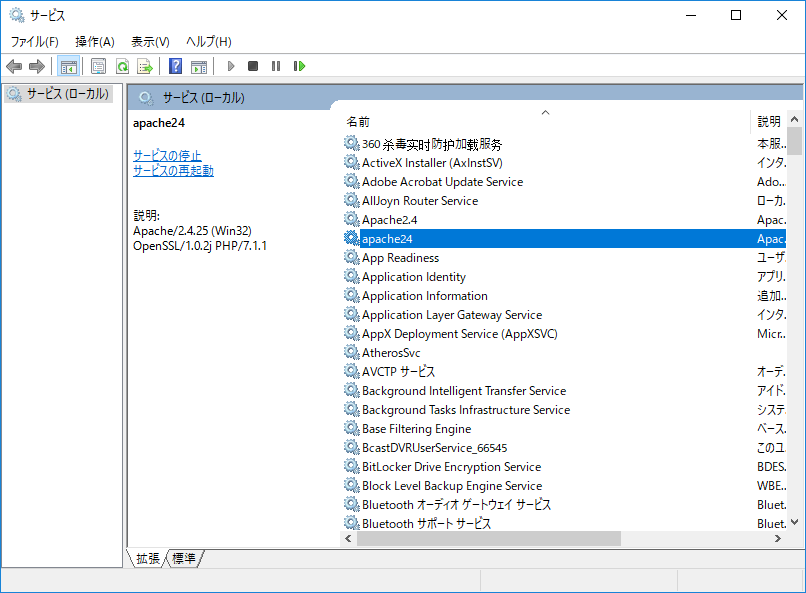 サービス
ファイル(F) 操作(A) 表示(V) ヘルプ(H)
サービス (ローカル)
サービス (ローカル)
apache24
サービスの停止
サービスの再起動
説明:
Apache/2.4.25 (Win32)
OpenSSL/1.0.2j PHP/7.1.1
名前 説明
360 杀毒实时防护加载服务 本服...
ActiveX Installer (AxInstSV) インタ...
Adobe Acrobat Update Service Ado...
AllJoyn Router Service ローカ...
Apache2.4 Apac...
apache24 Apac...
App Readiness ユーザ...
Application Identity アプリ...
Application Information 追加...
Application Layer Gateway Service インタ...
AppX Deployment Service (AppXSVC) Micr...
AtherosSvc
AVCTP サービス オーデ...
Background Intelligent Transfer Service アイド...
Background Tasks Infrastructure Service システ...
Base Filtering Engine ベース...
BcastDVRUserService_66545 このユ...
BitLocker Drive Encryption Service BDES...
Block Level Backup Engine Service WBE...
Bluetooth オーディオ ゲートウェイ サービス Bluet...
Bluetooth サポート サービス Bluet...
拡張 標準